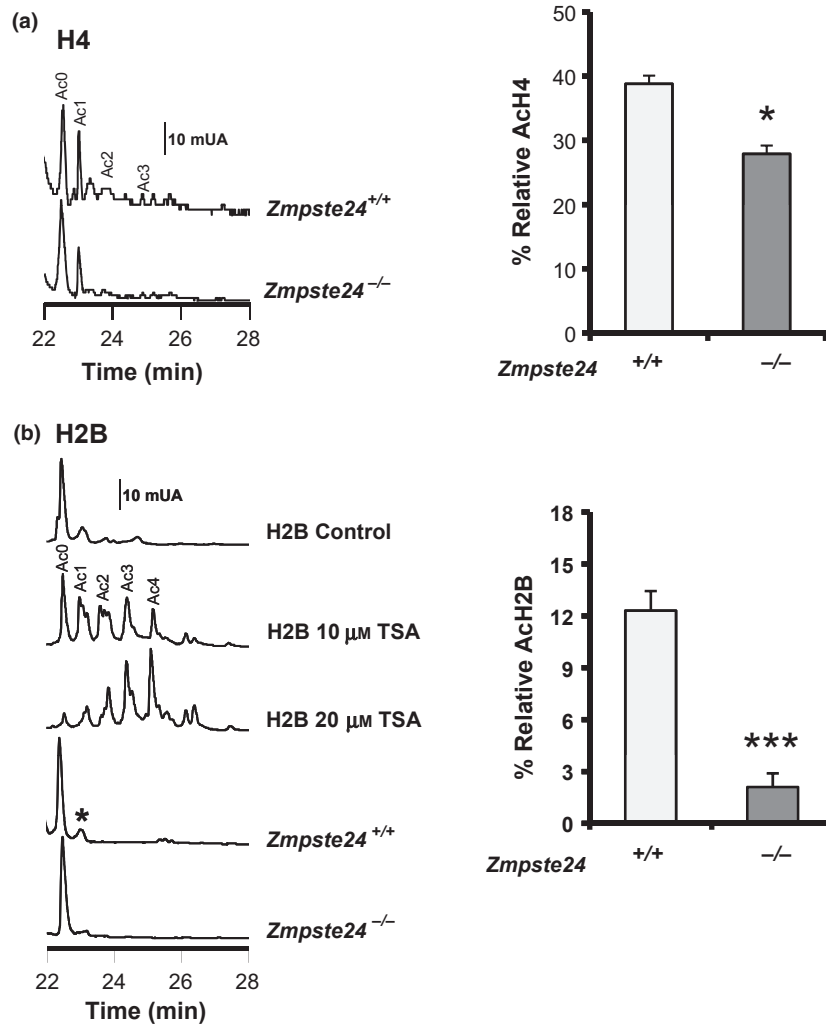 (a) H4
Ac0
Ac1
Ac2
Ac3
10 mUA
Zmpste24+/+
Zmpste24−/−
22 24 26 28
Time (min)
50
40
30
20
10
0
% Relative AcH4
*
Zmpste24 +/+ −/−
(b) H2B
10 mUA
H2B Control
Ac0
Ac1
Ac2
Ac3
Ac4
H2B 10 μM TSA
H2B 20 μM TSA
*
Zmpste24+/+
Zmpste24−/−
22 24 26 28
Time (min)
18
15
12
9
6
3
0
% Relative AcH2B
***
Zmpste24 +/+ −/−